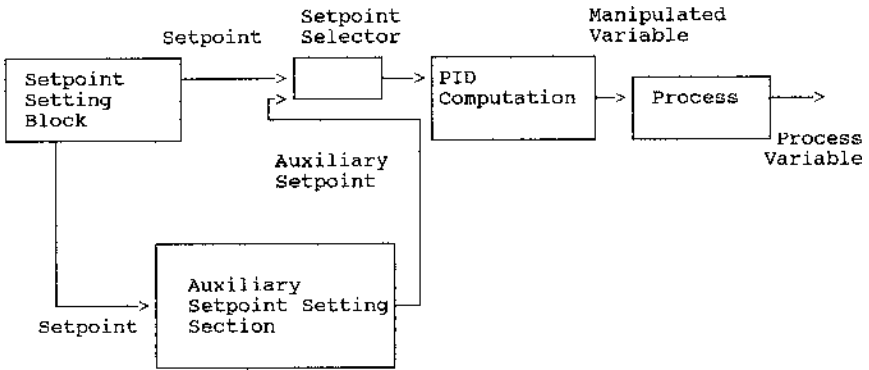 Setpoint
Setpoint
Selector
Manipulated
Variable
Setpoint
Setting
Block
PID
Computation
Process
Process
Variable
Auxiliary
Setpoint
Auxiliary
Setpoint Setting
Section
Setpoint